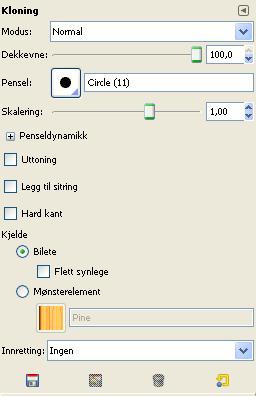 Kloning
Modus: Normal
Dekkevne: 100,0
Pensel: Circle (11)
Skalering: 1,00
Penseldynamikk
Uttoning
Legg til sitring
Hard kant
Kjelde
Bilete
Flett synlege
Mønsterelement
Pine
Innretting: Ingen